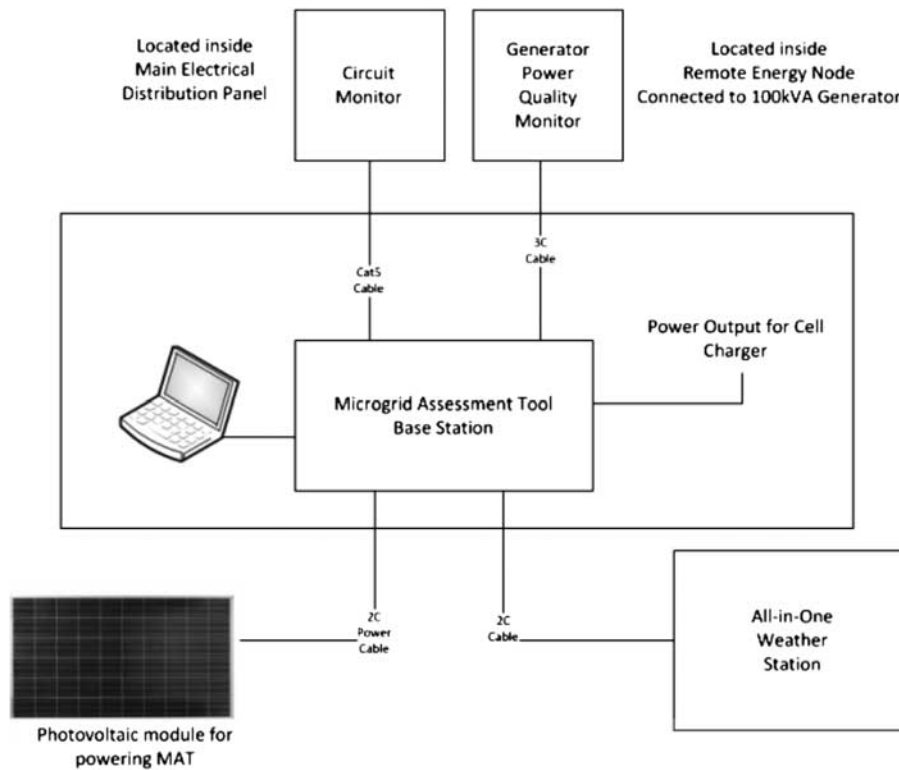 Located inside
Main Electrical
Distribution Panel
Circuit
Monitor
Generator
Power
Quality
Monitor
Located inside
Remote Energy Node
Connected to 100kVA Generator
Cat5
Cable
3C
Cable
Power Output for Cell
Charger
Microgrid Assessment Tool
Base Station
2C
Power
Cable
2C
Cable
All-in-One
Weather
Station
Photovoltaic module for
powering MAT